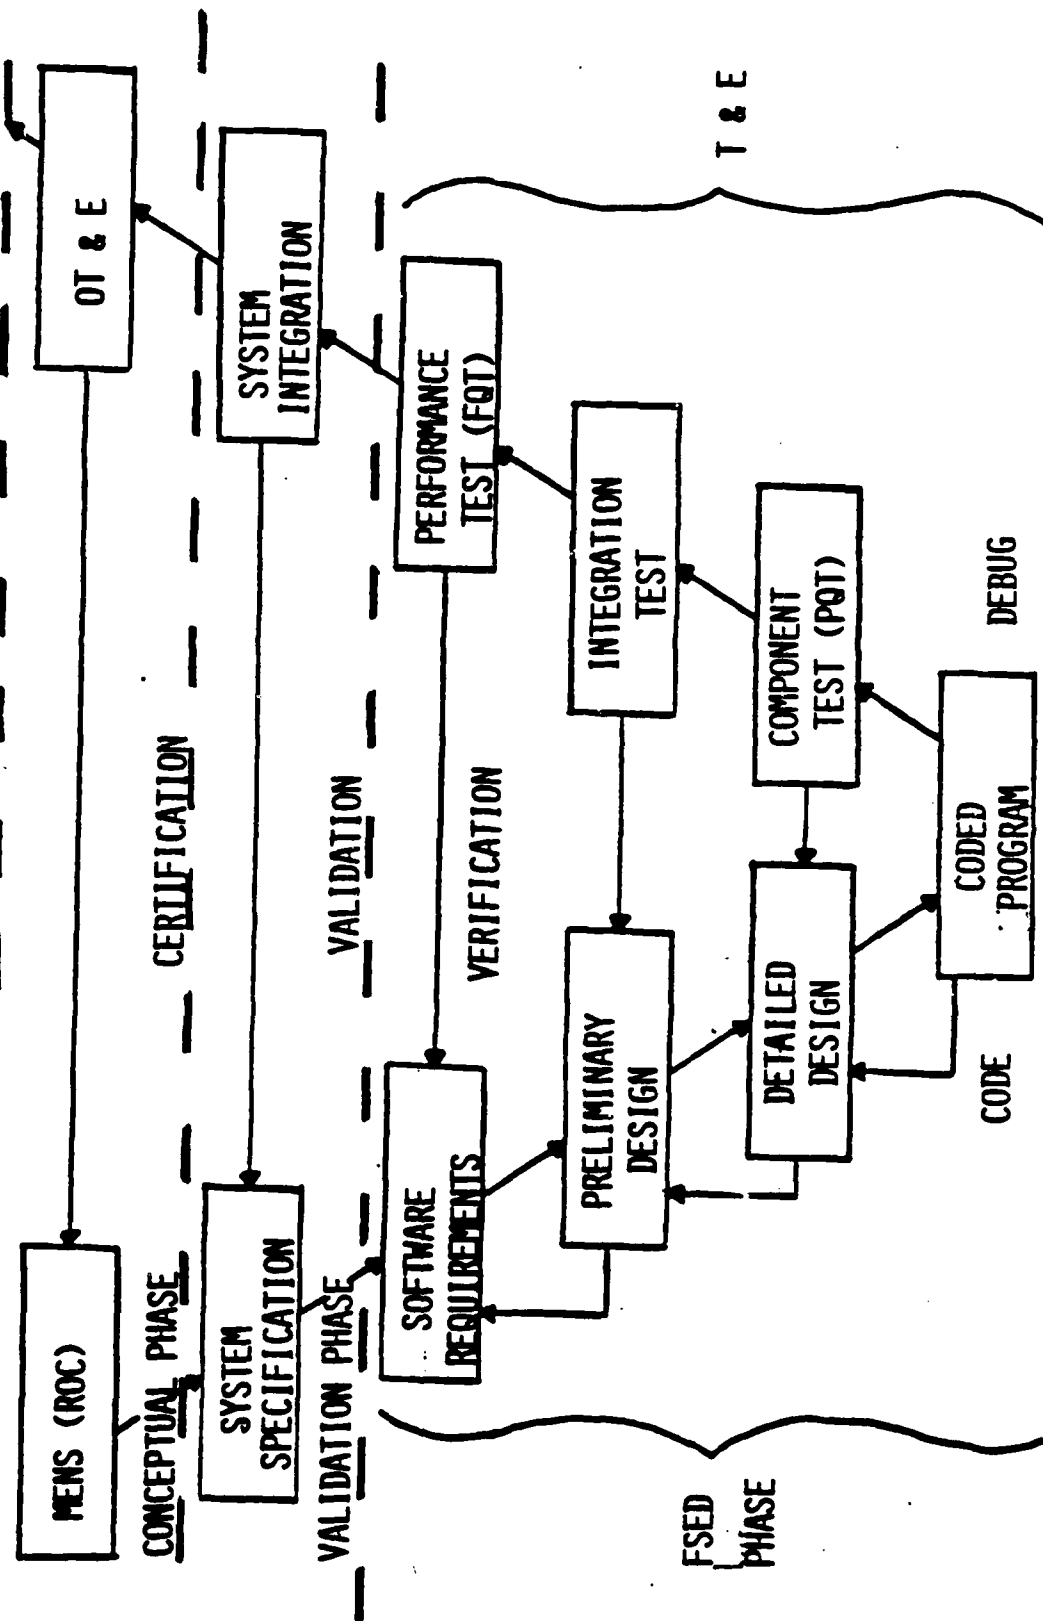 MENS (ROC)
OT & E
CONCEPTUAL PHASE
CERTIFICATION
SYSTEM
SPECIFICATION
SYSTEM
INTEGRATION
VALIDATION PHASE
VALIDATION
SOFTWARE
REQUIREMENTS
VERIFICATION
PERFORMANCE
TEST (FQT)
PRELIMINARY
DESIGN
INTEGRATION
TEST
FSED
PHASE
T & E
DETAILED
DESIGN
COMPONENT
TEST (PQT)
CODE
CODED
PROGRAM
DEBUG